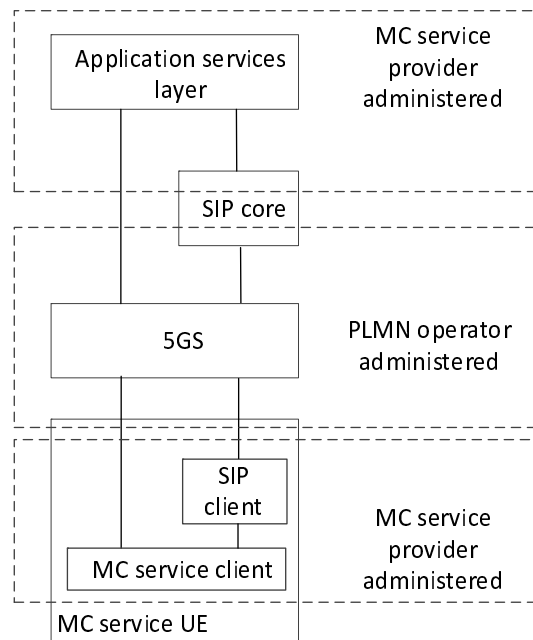 Application services
layer
MC service
provider
administered
SIP core
5GS
PLMN operator
administered
SIP
client
MC service client
MC service
provider
administered
MC service UE